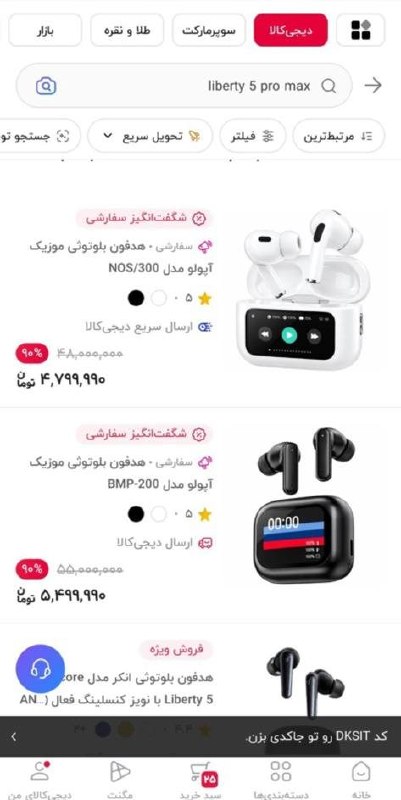 دیجی‌کالا
سوپرمارکت
طلا و نقره
بازار
liberty 5 pro max
مرتبط‌ترین
فیلتر
تحویل سریع
جستجو تو
شگفت‌انگیز سفارشی
سفارشی • هدفون بلوتوثی موزیک
آپولو مدل NOS/300
۵
ارسال سریع دیجی‌کالا
۴۸,۰۰۰,۰۰۰
۹۰%
۴,۷۹۹,۹۹۰ تومان
شگفت‌انگیز سفارشی
سفارشی • هدفون بلوتوثی موزیک
آپولو مدل BMP-200
۵
00:00
ارسال دیجی‌کالا
۵۵,۰۰۰,۰۰۰
۹۰%
۵,۴۹۹,۹۹۰ تومان
فروش ویژه
هدفون بلوتوثی انکر مدل core
Liberty 5 با نویز کنسلینگ فعال (AN...
کد DKSIT رو تو جاکدی بزن.
۲۵
خانه
دسته‌بندی‌ها
سبد خرید
مگنت
دیجی‌کالای من